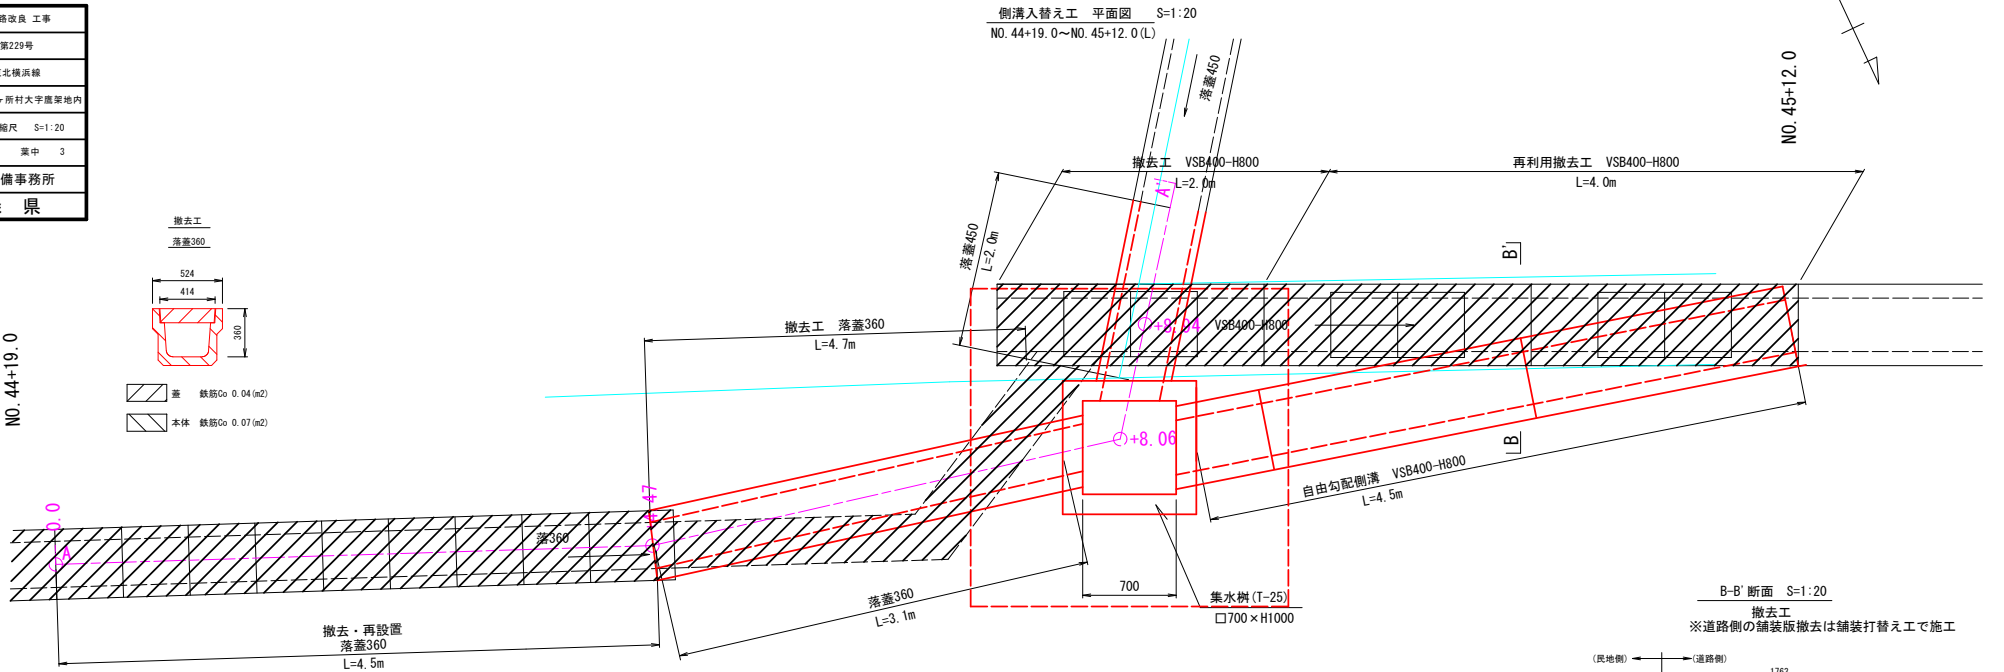 路改良 工事
第229号
北横浜線
ヶ所村大字鷹架地内
縮尺 S=1:20
葉中 3
備事務所
県
側溝入替え工 平面図 S=1:20
NO.44+19.0～NO.45+12.0(L)
落蓋450
NO.45+12.0
撤去工 VSB400-H800
L=2.0m
再利用撤去工 VSB400-H800
L=4.0m
A'
落蓋450
L=2.0m
B'
撤去工
落蓋360
524
414
360
NO.44+19.0
蓋 鉄筋Co 0.04(m2)
本体 鉄筋Co 0.07(m2)
撤去工 落蓋360
L=4.7m
+8.94
VSB400-H800
+8.06
B
自由勾配側溝 VSB400-H800
L=4.5m
0.0
A
4.47
落360
700
集水桝(T-25)
□700×H1000
落蓋360
L=3.1m
撤去・再設置
落蓋360
L=4.5m
B-B'断面 S=1:20
撤去工
※道路側の舗装版撤去は舗装打替え工で施工
(民地側)
(道路側)
1762